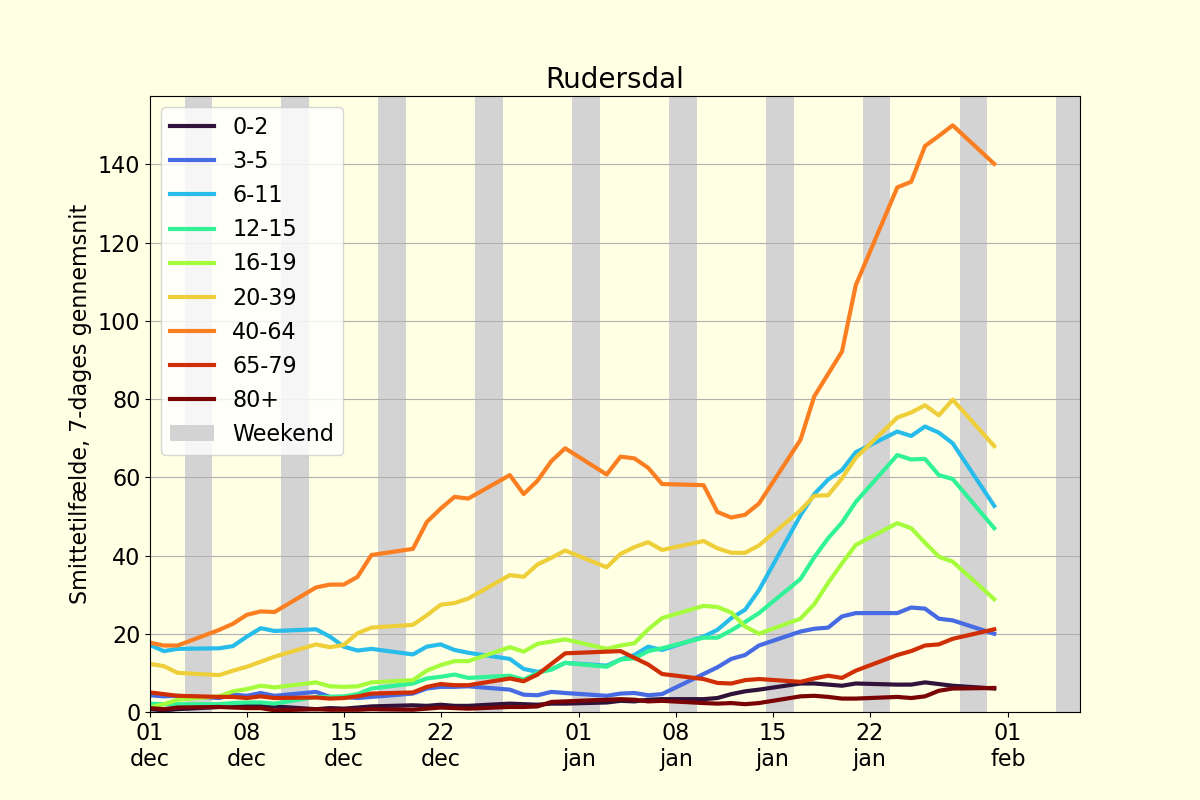 Rudersdal
Smittetilfælde, 7-dages gennemsnit
140
120
100
80
60
40
20
0
0-2
3-5
6-11
12-15
16-19
20-39
40-64
65-79
80+
Weekend
01 dec
08 dec
15 dec
22 dec
01 jan
08 jan
15 jan
22 jan
01 feb